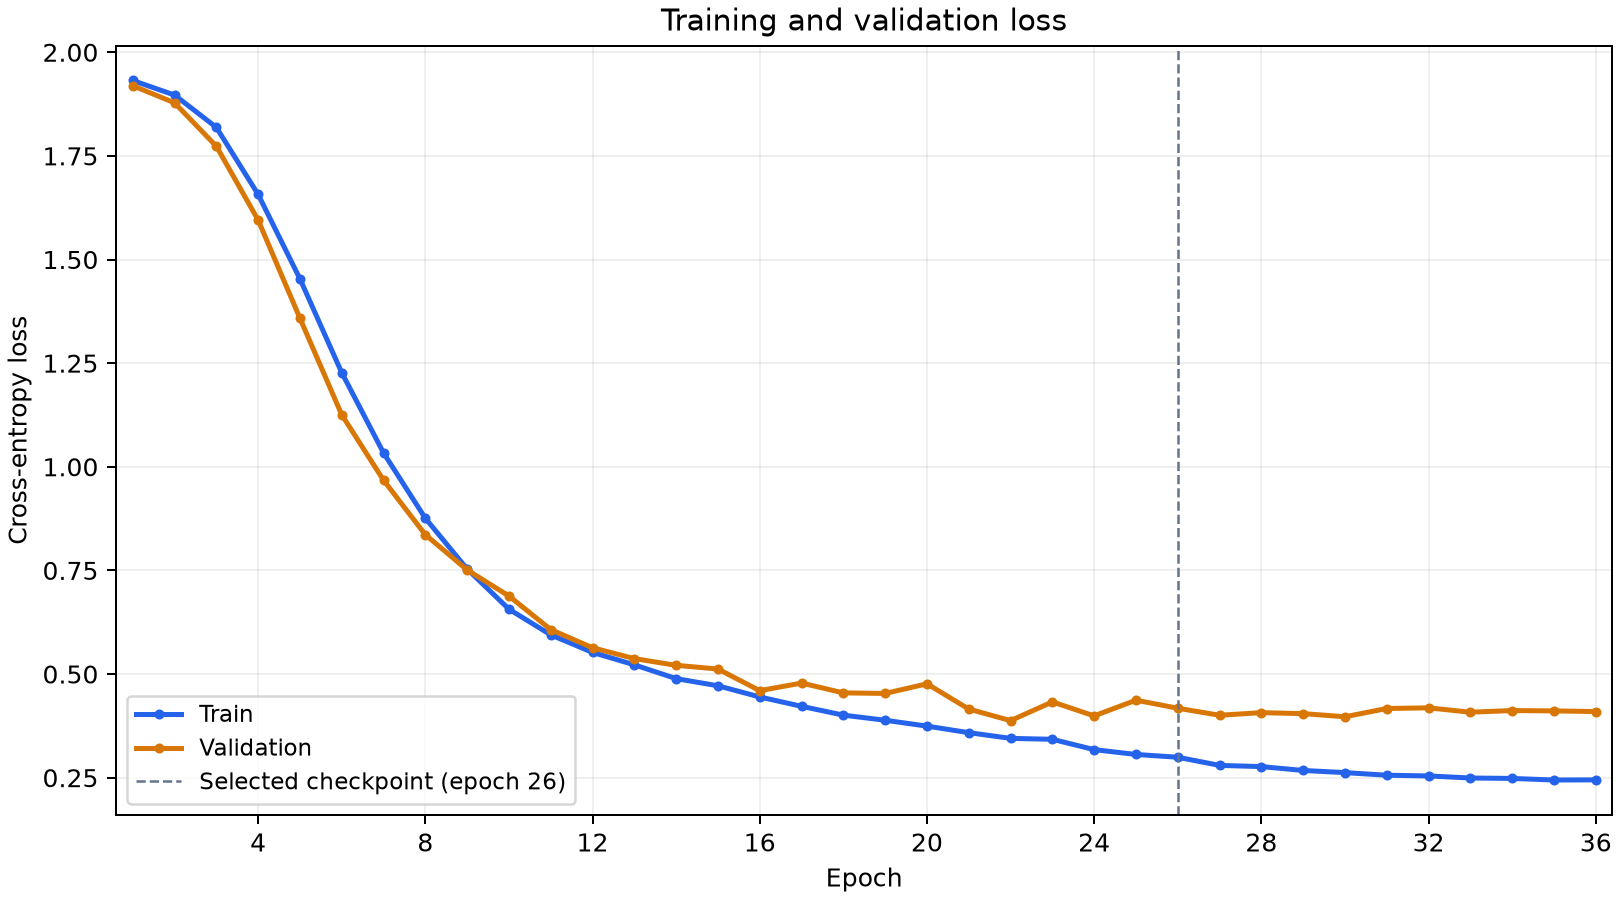 Training and validation loss
Cross-entropy loss
2.00
1.75
1.50
1.25
1.00
0.75
0.50
0.25
Train
Validation
Selected checkpoint (epoch 26)
4 8 12 16 20 24 28 32 36
Epoch